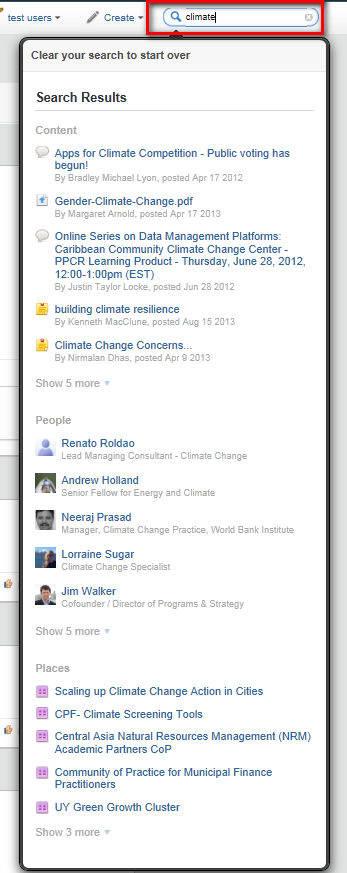 test users Create climate
Clear your search to start over
Search Results
Content
Apps for Climate Competition - Public voting has
begun!
By Bradley Michael Lyon, posted Apr 17 2012
Gender-Climate-Change.pdf
By Margaret Arnold, posted Apr 17 2013
Online Series on Data Management Platforms:
Caribbean Community Climate Change Center -
PPCR Learning Product - Thursday, June 28, 2012,
12:00-1:00pm (EST)
By Justin Taylor Locke, posted Jun 28 2012
building climate resilience
By Kenneth MacClune, posted Aug 15 2013
Climate Change Concerns...
By Nirmalan Dhas, posted Apr 9 2013
Show 5 more
People
Renato Roldao
Lead Managing Consultant - Climate Change
Andrew Holland
Senior Fellow for Energy and Climate
Neeraj Prasad
Manager, Climate Change Practice, World Bank Institute
Lorraine Sugar
Climate Change Specialist
Jim Walker
Cofounder / Director of Programs & Strategy
Show 5 more
Places
Scaling up Climate Change Action in Cities
CPF- Climate Screening Tools
Central Asia Natural Resources Management (NRM)
Academic Partners CoP
Community of Practice for Municipal Finance
Practitioners
UY Green Growth Cluster
Show 3 more